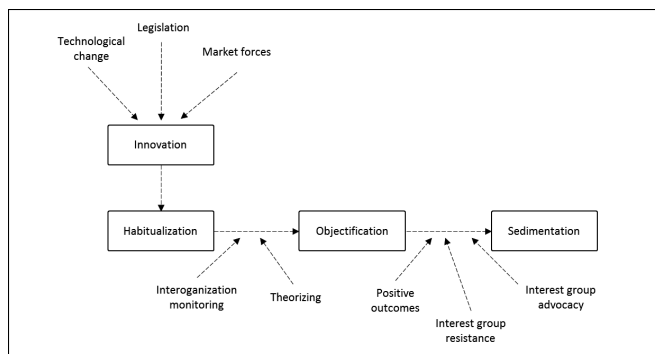 Legislation
Technological
change
Market forces
Innovation
Habitualization
Objectification
Sedimentation
Interoganization
monitoring
Theorizing
Positive
outcomes
Interest group
resistance
Interest group
advocacy